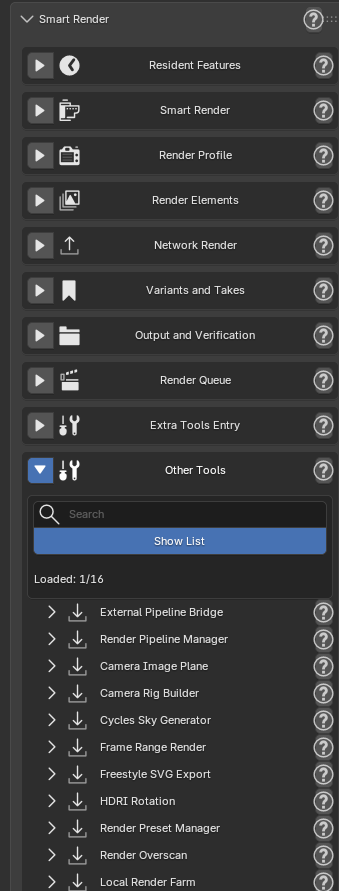 Smart Render
Resident Features
Smart Render
Render Profile
Render Elements
Network Render
Variants and Takes
Output and Verification
Render Queue
Extra Tools Entry
Other Tools
Search
Show List
Loaded: 1/16
External Pipeline Bridge
Render Pipeline Manager
Camera Image Plane
Camera Rig Builder
Cycles Sky Generator
Frame Range Render
Freestyle SVG Export
HDRI Rotation
Render Preset Manager
Render Overscan
Local Render Farm